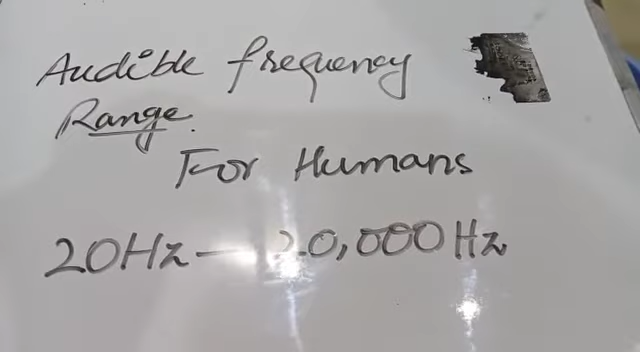 Audible frequency
Range.
For Humans
20Hz — 20,000 Hz